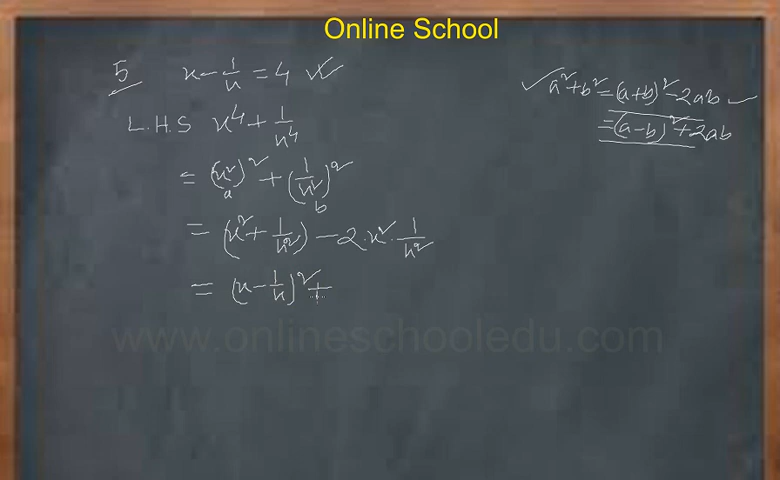 Online School
5 x - 1/x = 4
a² + b² = (a+b)² - 2ab
= (a-b)² + 2ab
L.H.S x⁴ + 1/x⁴
= (x²)² + (1/x²)²
a b
= (x² + 1/x²) - 2·x²·1/x²
= (x - 1/x)² +
www.onlineschooledu.com